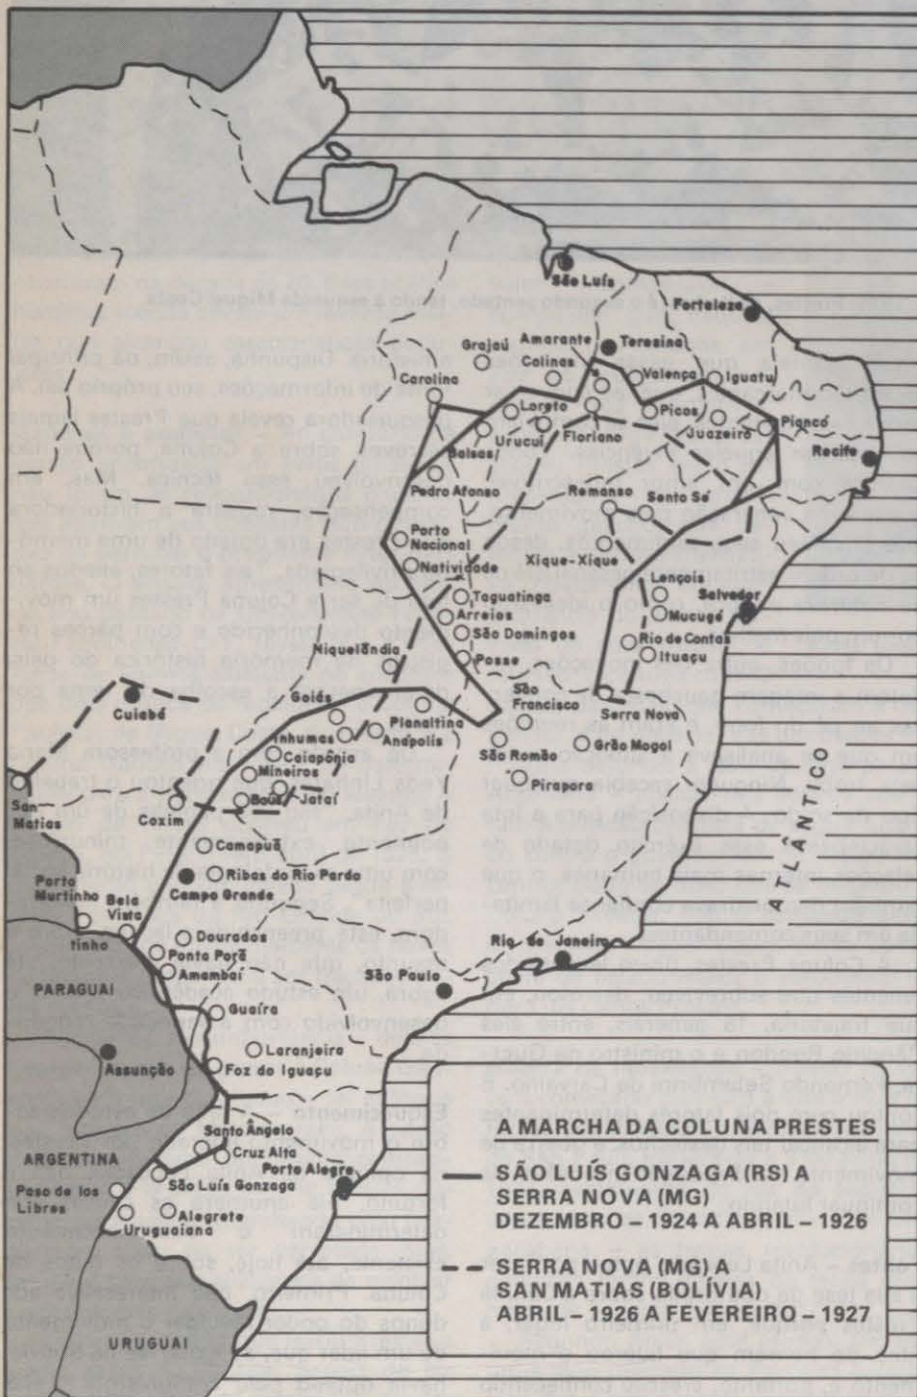 São Luís
Fortaleza
Grajaú
Amarante
Teresina
Colinas
Valença
Iguatu
Carolina
Loreto
Picos
Juazeiro
Piancó
Balsas
Urucuí
Floriano
Recife
Pedro Afonso
Remanso
Sento Sé
Porto
Nacional
Natividade
Xique-Xique
Lençois
Salvador
Taguatinga
Mucugê
Arreios
São Domingos
Rio de Contas
Ituaçu
Niquelândia
Posse
São
Francisco
Serra Nova
Goiás
Cuiabá
Planaltina
Inhumas
Anápolis
São Romão
Grão Mogol
Caiapônia
Mineiros
Pirapora
San
Matias
Baús
Jataí
Coxim
ATLÂNTICO
Camapuã
Ribas do Rio Pardo
Campo Grande
Porto
Murtinho
Bela
Vista
tinho
Dourados
Ponta Porã
Amambaí
Rio de Janeiro
São Paulo
PARAGUAI
Guaíra
Assunção
Laranjeira
Foz do Iguaçu
Santo Ângelo
Cruz Alta
ARGENTINA
Porto Alegre
São Luís Gonzaga
Paso de los
Libres
Alegrete
Uruguaiana
URUGUAI
A MARCHA DA COLUNA PRESTES
SÃO LUÍS GONZAGA (RS) A
SERRA NOVA (MG)
DEZEMBRO – 1924 A ABRIL – 1926
SERRA NOVA (MG) A
SAN MATIAS (BOLÍVIA)
ABRIL – 1926 A FEVEREIRO – 1927